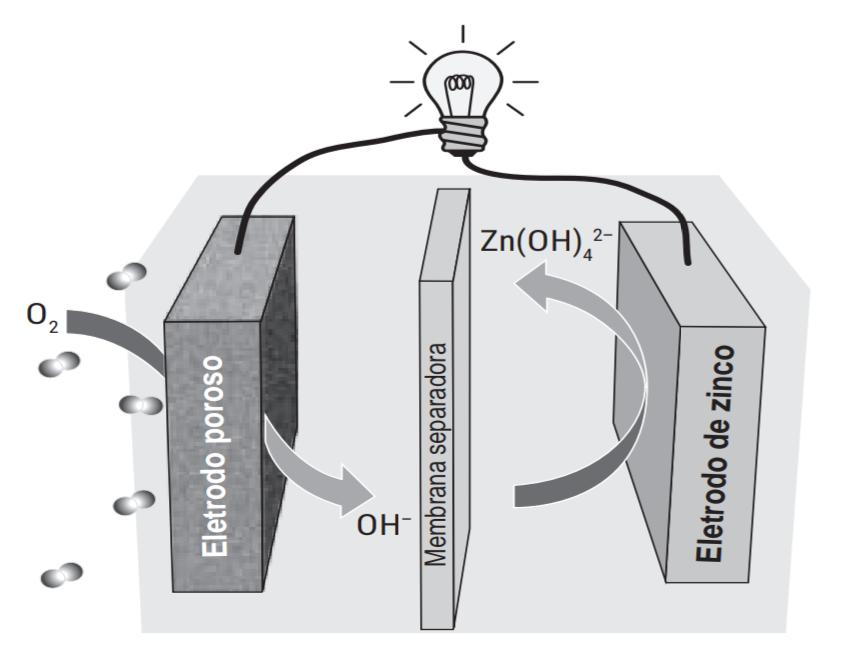 Zn(OH)₄²⁻
O₂
Eletrodo poroso
Membrana separadora
Eletrodo de zinco
OH⁻